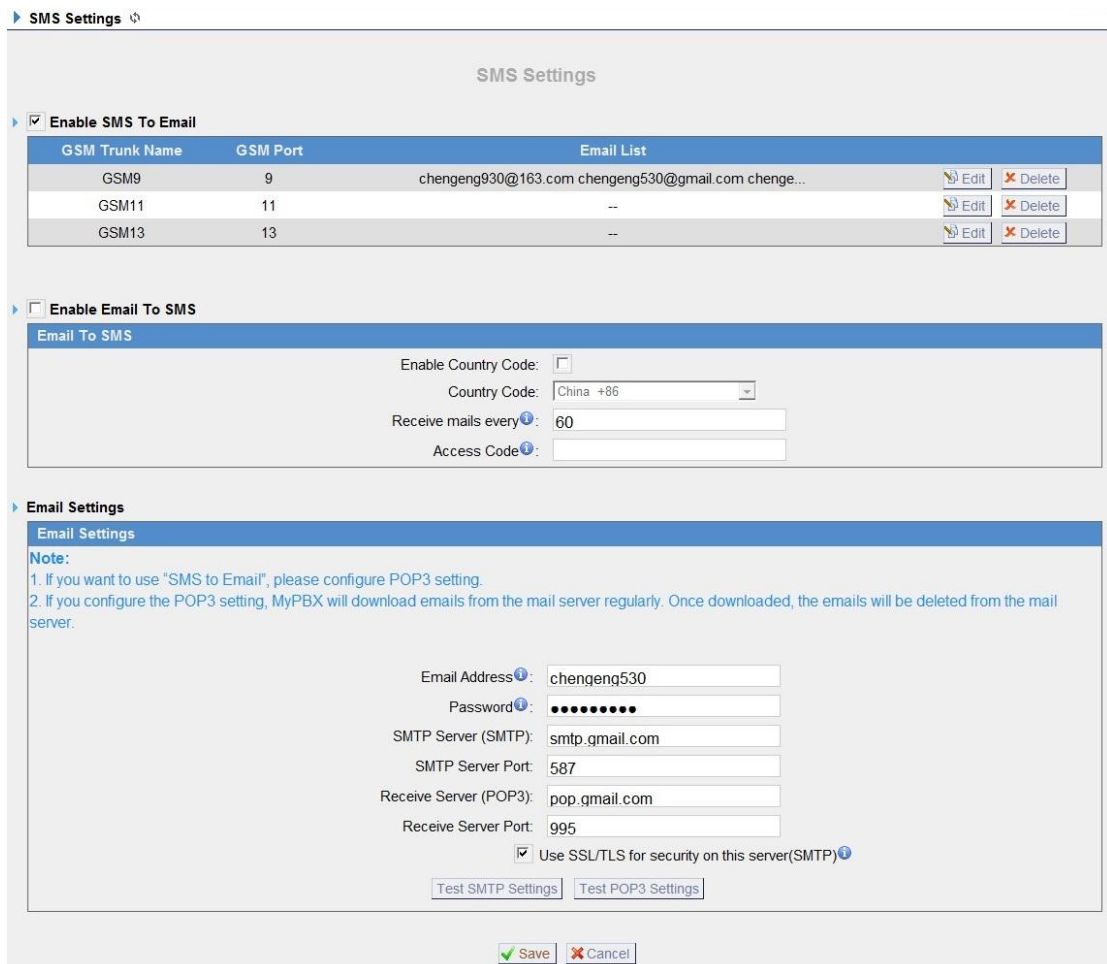 SMS Settings
SMS Settings
Enable SMS To Email
GSM Trunk Name GSM Port Email List
GSM9 9 chengeng930@163.com chengeng530@gmail.com chenge... Edit Delete
GSM11 11 -- Edit Delete
GSM13 13 -- Edit Delete
Enable Email To SMS
Email To SMS
Enable Country Code:
Country Code: China +86
Receive mails every : 60
Access Code :
Email Settings
Email Settings
Note:
1. If you want to use "SMS to Email", please configure POP3 setting.
2. If you configure the POP3 setting, MyPBX will download emails from the mail server regularly. Once downloaded, the emails will be deleted from the mail
server.
Email Address : chengeng530
Password : ●●●●●●●●●
SMTP Server (SMTP): smtp.gmail.com
SMTP Server Port: 587
Receive Server (POP3): pop.gmail.com
Receive Server Port: 995
Use SSL/TLS for security on this server(SMTP)
Test SMTP Settings Test POP3 Settings
Save Cancel